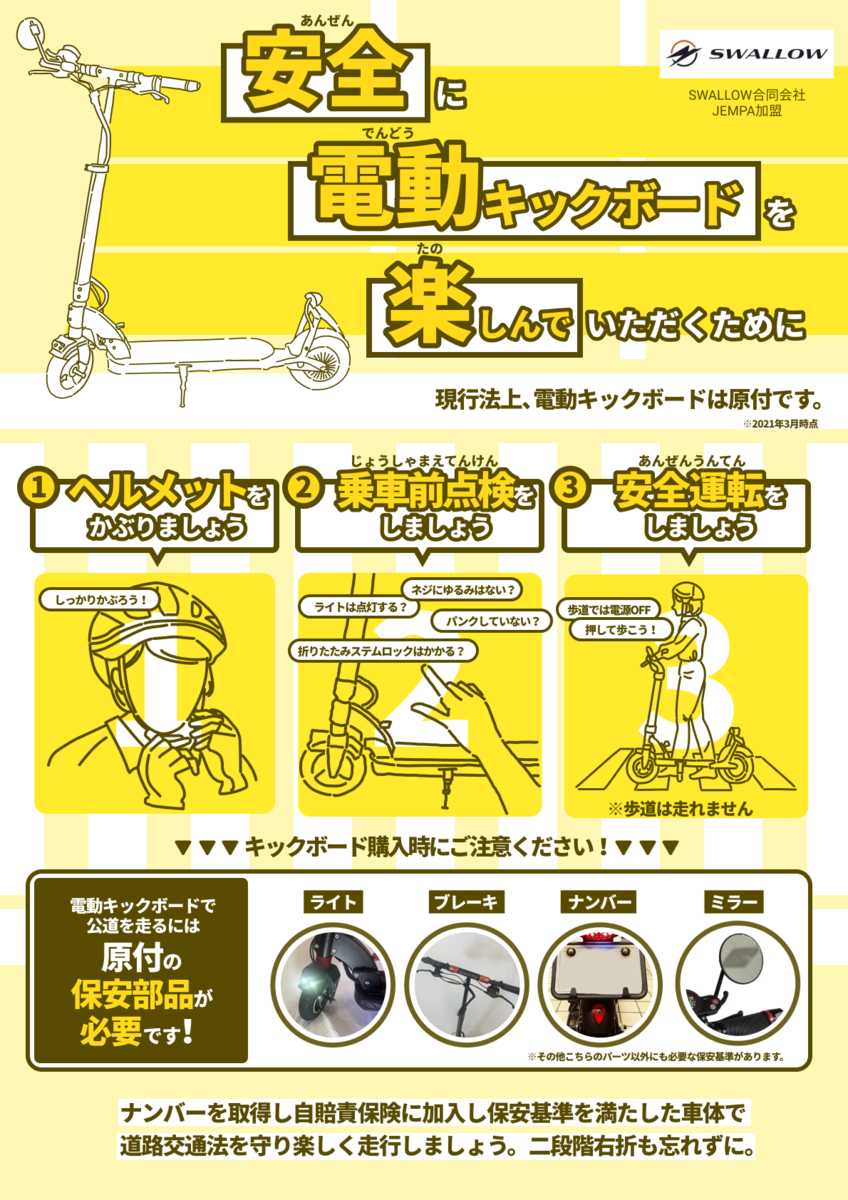 SWALLOW
SWALLOW合同会社
JEMPA加盟
あんぜん
安全に
でんどう
電動キックボードを
たの
楽しんでいただくために
現行法上、電動キックボードは原付です。
※2021年3月時点
1 ヘルメットを
かぶりましょう
しっかりかぶろう！
じょうしゃまえてんけん
2 乗車前点検を
しましょう
ネジにゆるみはない？
ライトは点灯する？
パンクしていない？
折りたたみステムロックはかかる？
あんぜんうんてん
3 安全運転を
しましょう
歩道では電源OFF
押して歩こう！
※歩道は走れません
1
2
3
▼ ▼ ▼ キックボード購入時にご注意ください！▼ ▼ ▼
電動キックボードで
公道を走るには
原付の
保安部品が
必要です！
ライト
ブレーキ
ナンバー
ミラー
※その他こちらのパーツ以外にも必要な保安基準があります。
ナンバーを取得し自賠責保険に加入し保安基準を満たした車体で
道路交通法を守り楽しく走行しましょう。二段階右折も忘れずに。